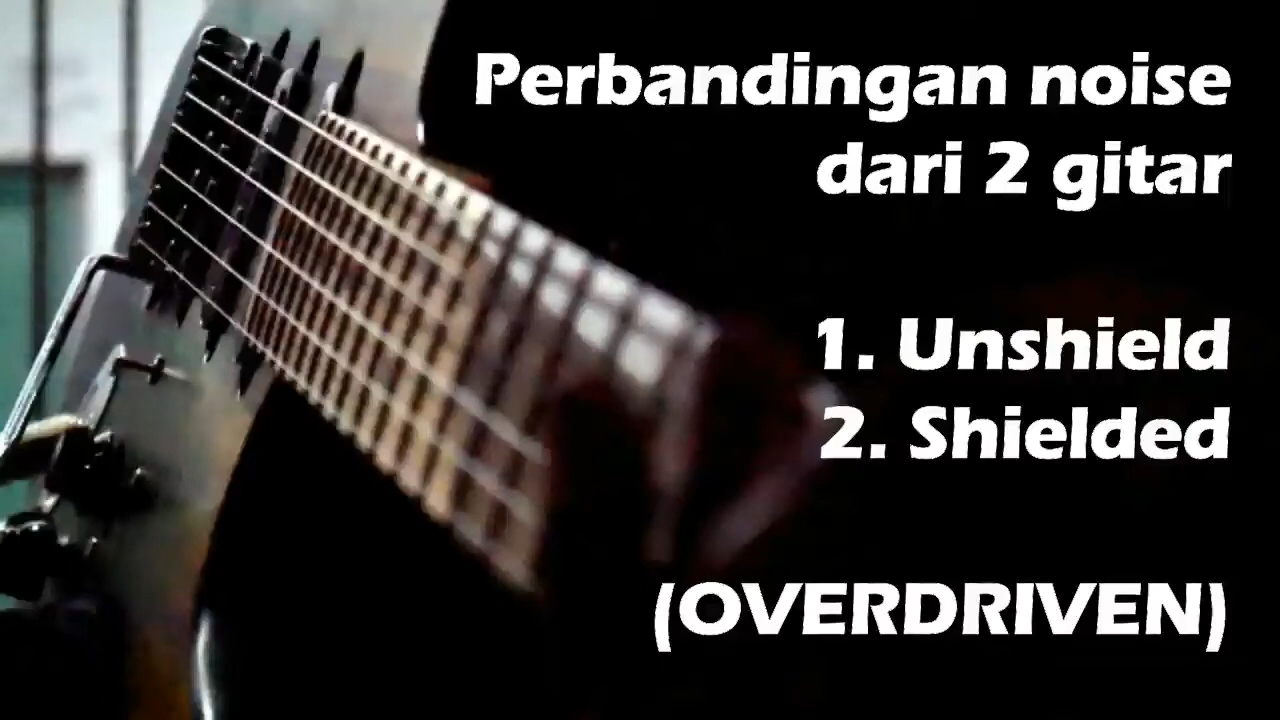 Perbandingan noise
dari 2 gitar
1. Unshield
2. Shielded
(OVERDRIVEN)